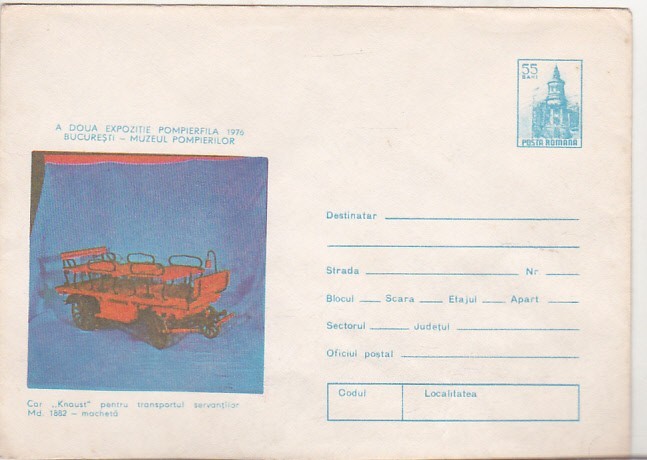 A DOUA EXPOZIȚIE POMPIERFILA 1976
BUCUREȘTI – MUZEUL POMPIERILOR
55
BANI
POSTA ROMANA
Destinatar
Strada Nr
Blocul Scara Etajul Apart
Sectorul Județul
Oficiul poștal
Codul Localitatea
Car „Knaust" pentru transportul servanților
Md. 1882 – machetă